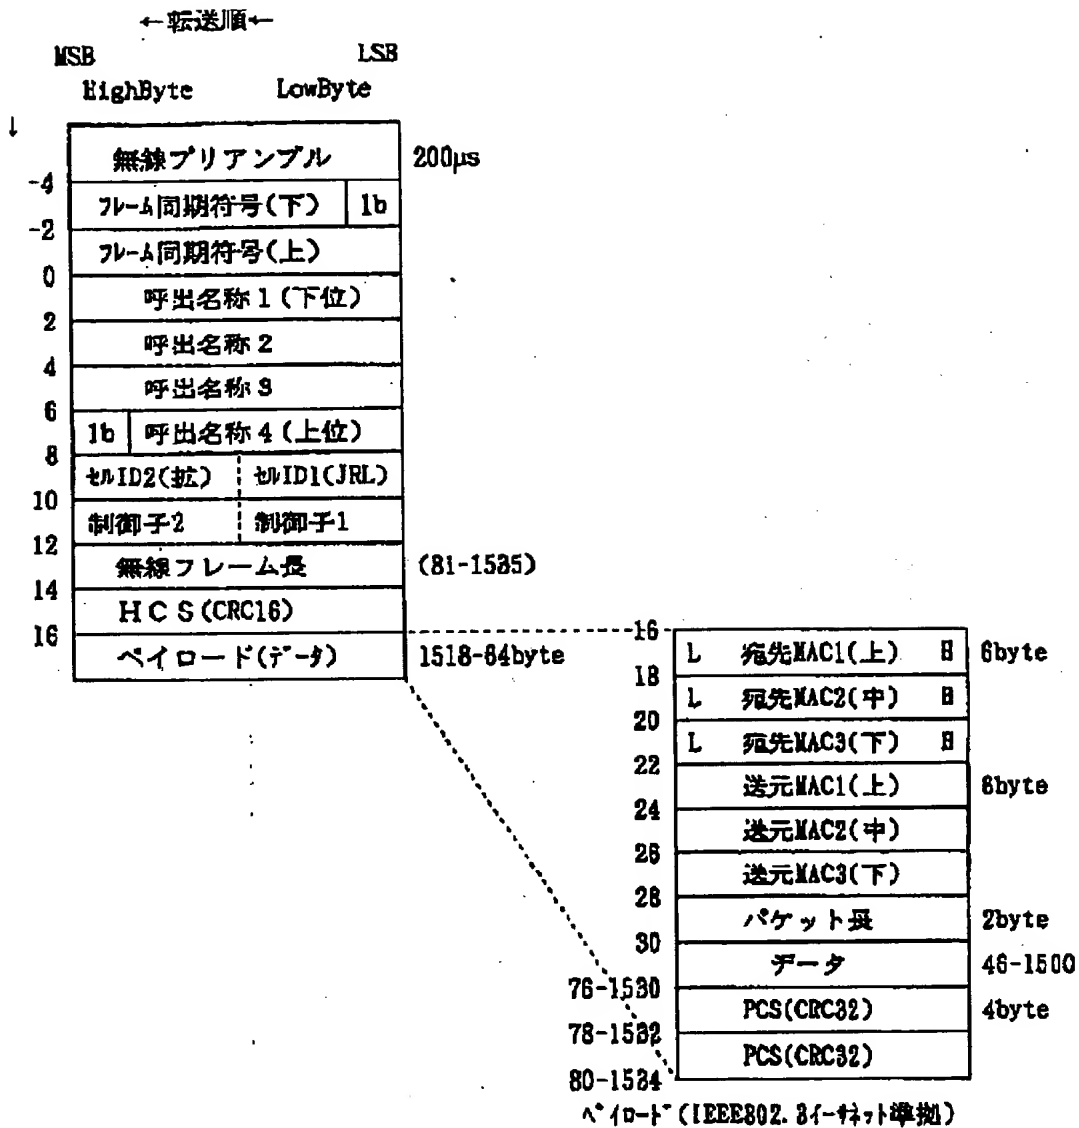 ←転送順←
MSB LSB
HighByte LowByte
↓
無線プリアンブル 200μs
-4
フレーム同期符号(下) 1b
-2
フレーム同期符号(上)
0
呼出名称1(下位)
2
呼出名称2
4
呼出名称3
6
1b 呼出名称4(上位)
8
セルID2(拡) セルID1(JRL)
10
制御子2 制御子1
12
無線フレーム長 (81-1535)
14
HCS(CRC16)
16
ペイロード(データ) 1518-64byte
16
L 宛先MAC1(上) H 6byte
18
L 宛先MAC2(中) H
20
L 宛先MAC3(下) H
22
送元MAC1(上) 6byte
24
送元MAC2(中)
26
送元MAC3(下)
28
パケット長 2byte
30
データ 46-1500
76-1530
FCS(CRC32) 4byte
78-1532
FCS(CRC32)
80-1534
ペイロード(IEEE802.3イーサネット準拠)